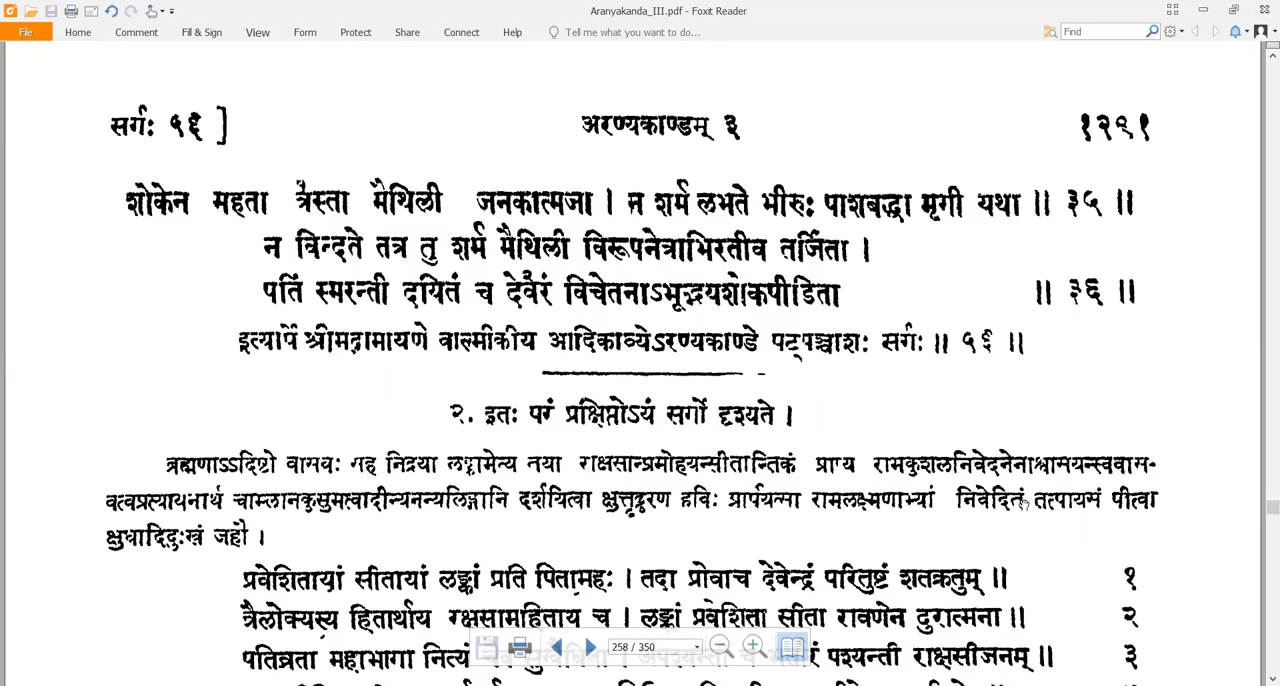 Aranyakanda_III.pdf - Foxit Reader
File Home Comment Fill & Sign View Form Protect Share Connect Help Tell me what you want to do... Find
सर्गः ५६ ] अरण्यकाण्डम् ३ १२९१
शोकेन महता त्रस्ता मैथिली जनकात्मजा । न शर्म लभते भीरुः पाशबद्धा मृगी यथा ॥ ३५ ॥
न विन्दते तत्र तु शर्म मैथिली विरूपनेत्राभिरतीव तर्जिता ।
पतिं स्मरन्ती दयितं च देवरं विचेतनाऽभूद्भयशोकपीडिता ॥ ३६ ॥
इत्यार्षे श्रीमद्रामायणे वाल्मीकीय आदिकाव्येऽरण्यकाण्डे षट्पञ्चाशः सर्गः ॥ ५६ ॥
२. इतः परं प्रक्षिप्तोऽयं सर्गो दृश्यते ।
ब्रह्मणाऽऽदिष्टो वासवः सह निद्रया लङ्कामेत्य तया राक्षसान्प्रमोहयन्सीतान्तिकं प्राप्य रामकुशलनिवेदनेनाश्वासयन्स्ववास-
वत्वप्रत्यायनार्थं चाम्लानकुसुमत्वादीन्यनन्यलिङ्गानि दर्शयित्वा क्षुत्तृड्हरण हविः प्रार्पयत्सा रामलक्ष्मणाभ्यां निवेदितं तत्पायसं पीत्वा
क्षुधादिदुःखं जहौ ।
प्रवेशितायां सीतायां लङ्कां प्रति पितामहः । तदा प्रोवाच देवेन्द्रं परितुष्टं शतक्रतुम् ॥ १
त्रैलोक्यस्य हितार्थाय रक्षसामहिताय च । लङ्कां प्रवेशिता सीता रावणेन दुरात्मना ॥ २
पतिव्रता महाभागा नित्यं पश्यन्ती राक्षसीजनम् ॥ ३
258 / 350